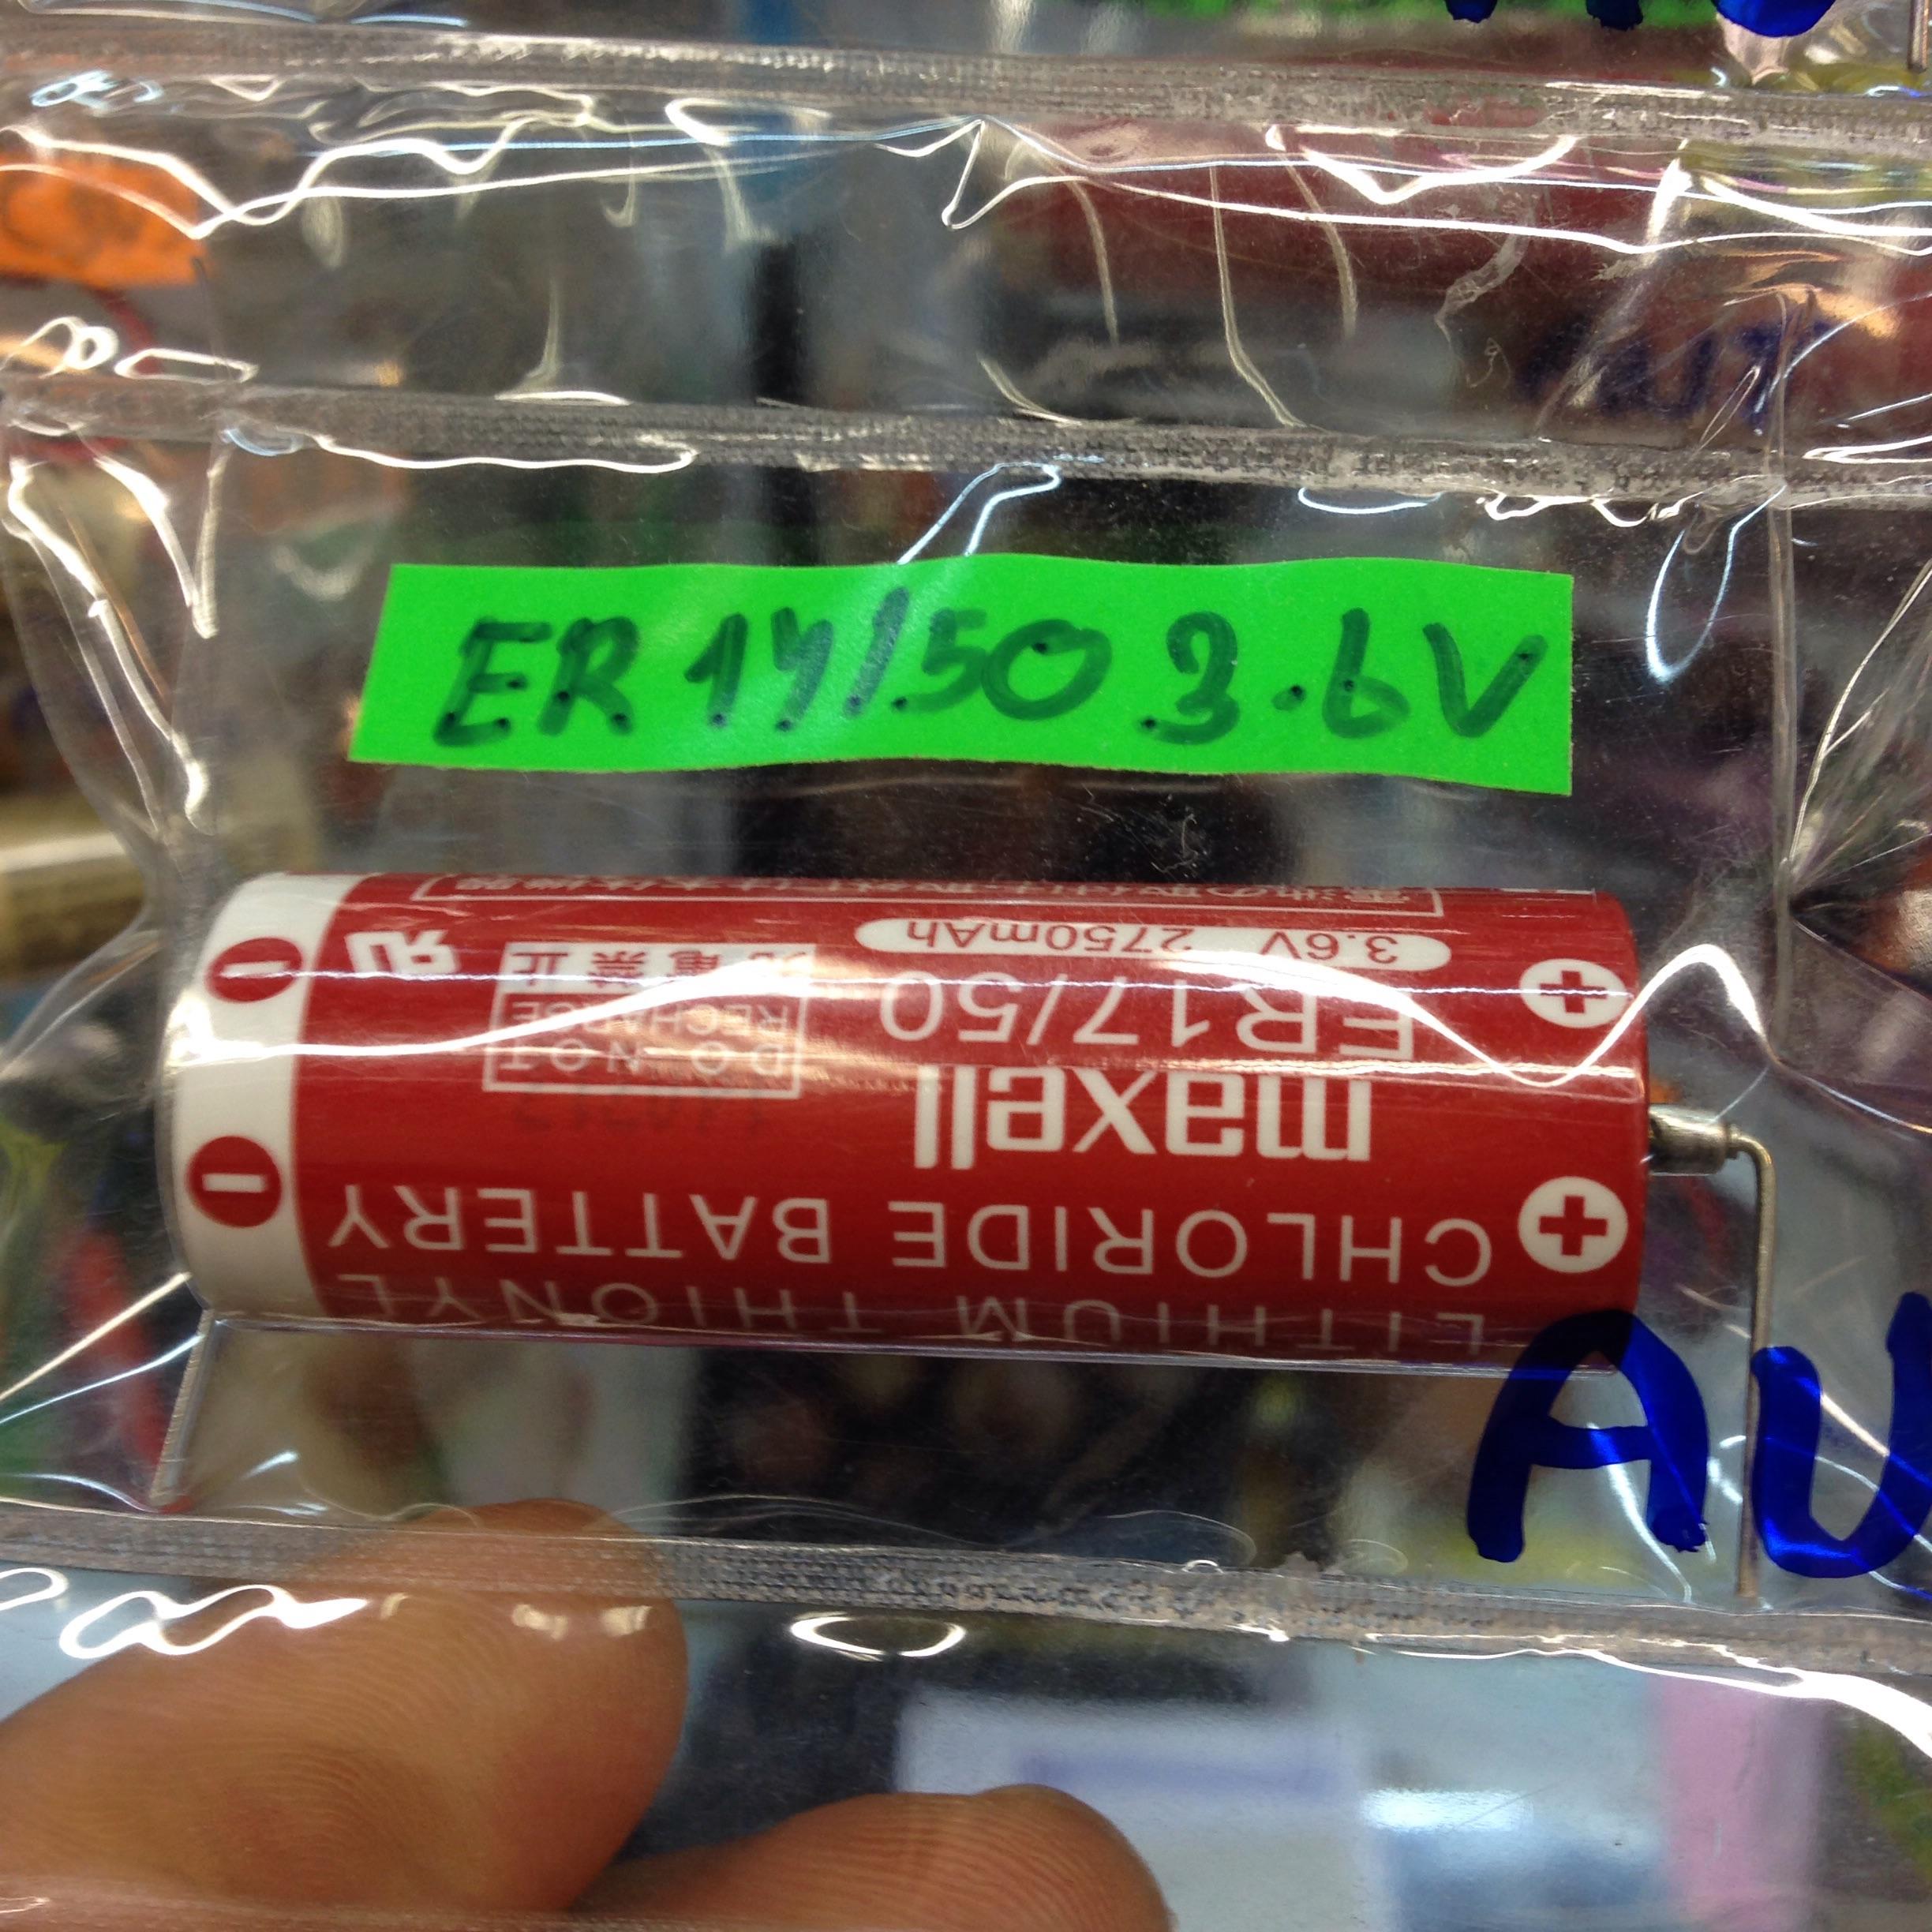 ER 17/50 3.6V
LITHIUM THIONYL
CHLORIDE BATTERY
maxell
ER17/50
3.6V 2750mAh
DO NOT
RECHARGE
充電禁止
AU